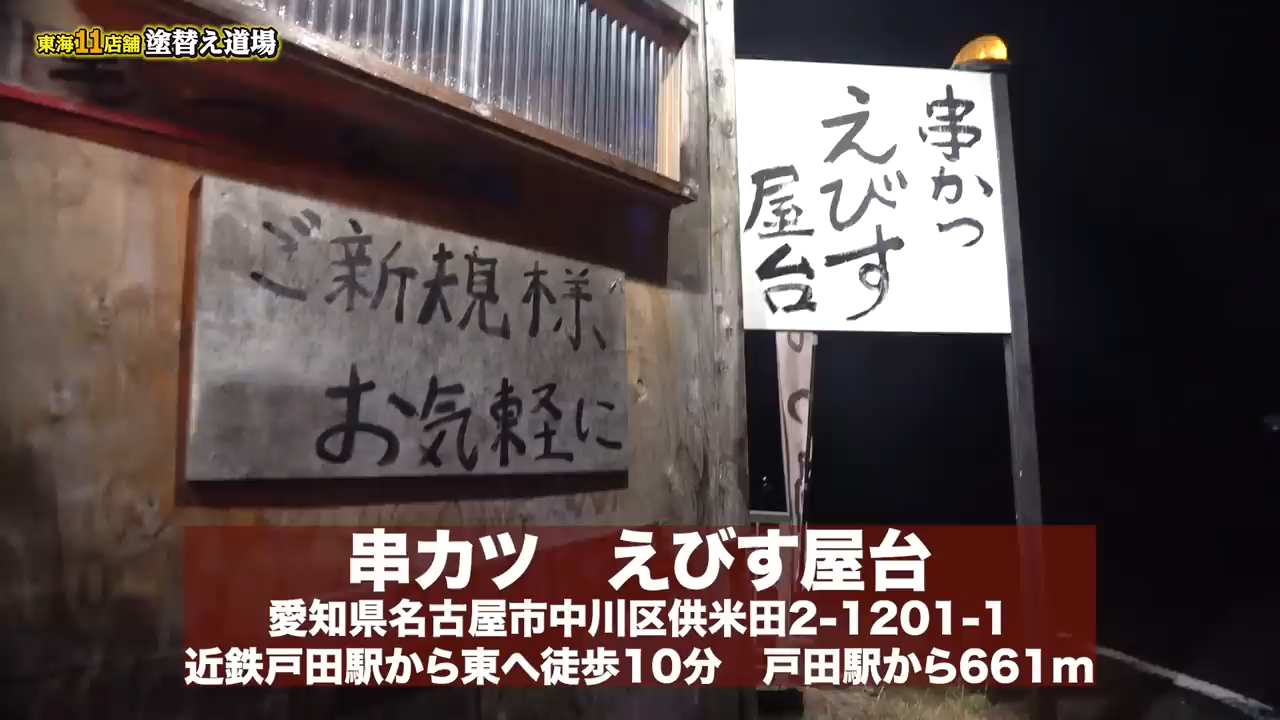 東海11店舗 塗替え道場
串かつ
えびす
屋台
ご新規様、
お気軽に
串カツ えびす屋台
愛知県名古屋市中川区供米田2-1201-1
近鉄戸田駅から東へ徒歩10分 戸田駅から661m